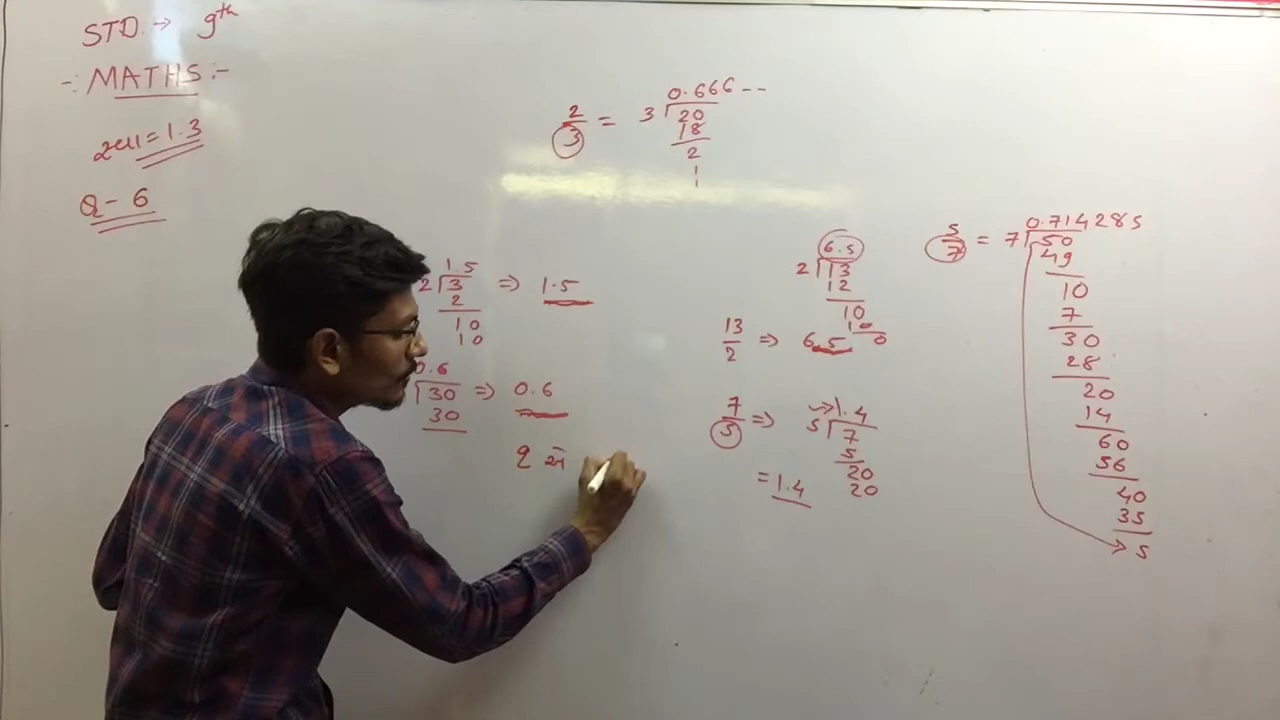 STD. → 9th
-: MATHS :-
= 1.3
Q - 6
2/3 = 3 20 0.666--
18
2
2 3 1.5 ⇒ 1.5
2
10
10
30 0.6 ⇒ 0.6
30
2 13 6.5
12
10
10
0
13/2 ⇒ 6.5
7/5 ⇒ 5 7 1.4
5
20
20
= 1.4
5/7 = 7 50 0.714285
49
10
7
30
28
20
14
60
56
40
35
5